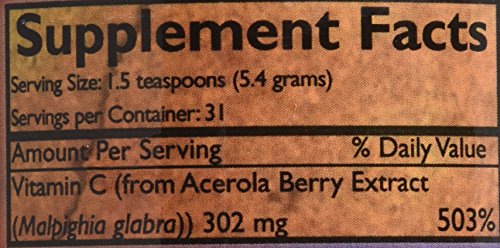 Supplement Facts
Serving Size: 1.5 teaspoons (5.4 grams)
Servings per Container: 31
Amount Per Serving % Daily Value
Vitamin C (from Acerola Berry Extract
(Malpighia glabra)) 302 mg 503%